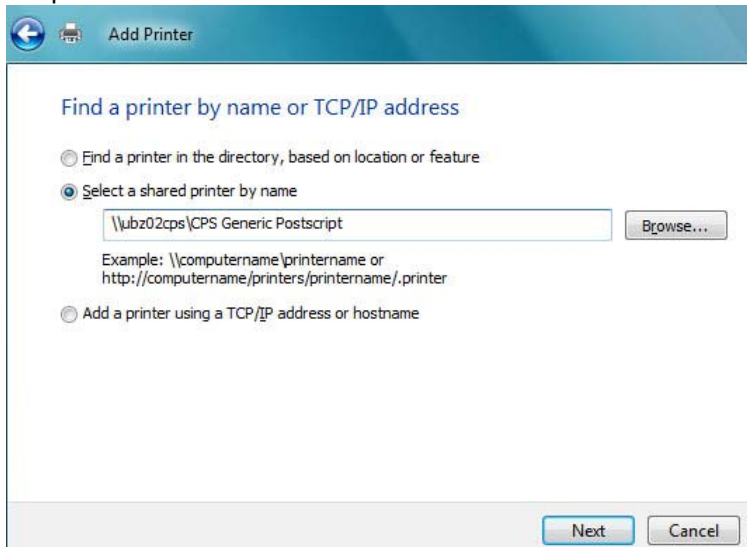 Add Printer
Find a printer by name or TCP/IP address
Find a printer in the directory, based on location or feature
Select a shared printer by name
\\ubz02cps\CPS Generic Postscript
Browse...
Example: \\computername\printername or
http://computername/printers/printername/.printer
Add a printer using a TCP/IP address or hostname
Next
Cancel